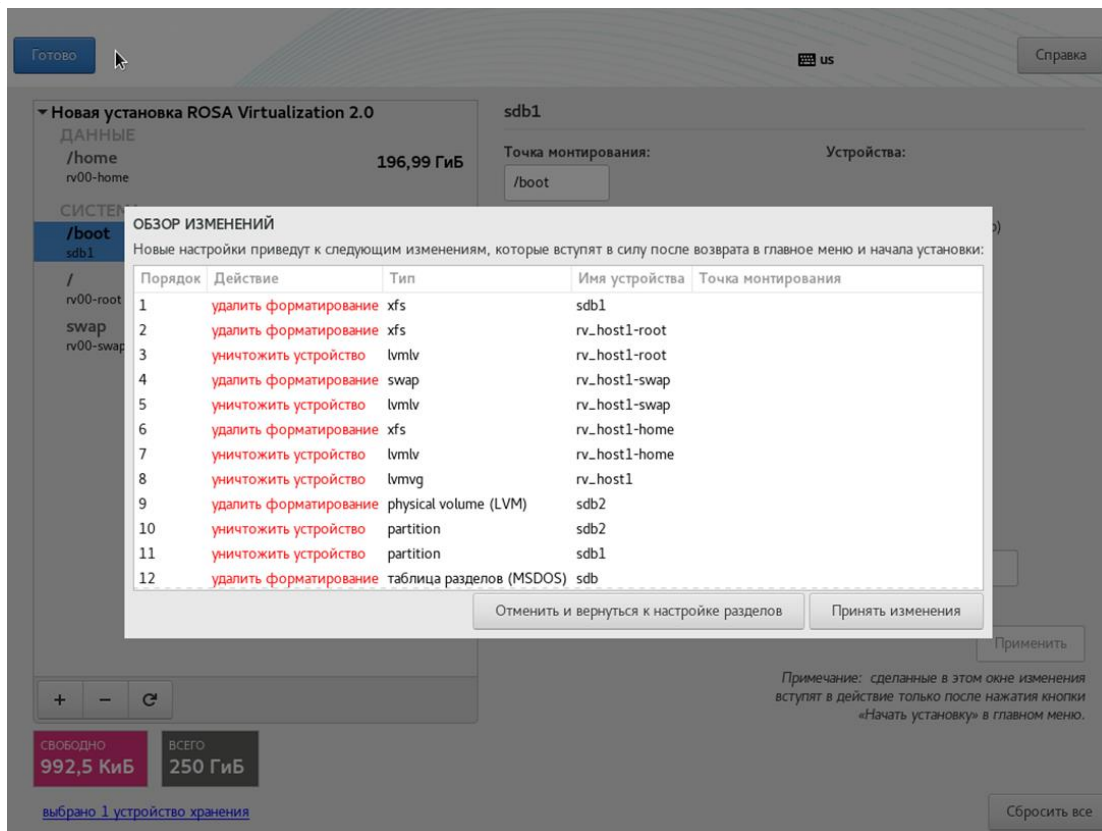 Готово
us
Справка
Новая установка ROSA Virtualization 2.0
ДАННЫЕ
/home
196,99 ГиБ
rv00-home
СИСТЕМ
/boot
sdb1
/
rv00-root
swap
rv00-swap
sdb1
Точка монтирования:
Устройства:
/boot
ОБЗОР ИЗМЕНЕНИЙ
Новые настройки приведут к следующим изменениям, которые вступят в силу после возврата в главное меню и начала установки:
Порядок Действие Тип Имя устройства Точка монтирования
1 удалить форматирование xfs sdb1
2 удалить форматирование xfs rv_host1-root
3 уничтожить устройство lvmlv rv_host1-root
4 удалить форматирование swap rv_host1-swap
5 уничтожить устройство lvmlv rv_host1-swap
6 удалить форматирование xfs rv_host1-home
7 уничтожить устройство lvmlv rv_host1-home
8 уничтожить устройство lvmvg rv_host1
9 удалить форматирование physical volume (LVM) sdb2
10 уничтожить устройство partition sdb2
11 уничтожить устройство partition sdb1
12 удалить форматирование таблица разделов (MSDOS) sdb
Отменить и вернуться к настройке разделов
Принять изменения
Применить
Примечание: сделанные в этом окне изменения
вступят в действие только после нажатия кнопки
«Начать установку» в главном меню.
+ −
СВОБОДНО
992,5 КиБ
ВСЕГО
250 ГиБ
выбрано 1 устройство хранения
Сбросить все